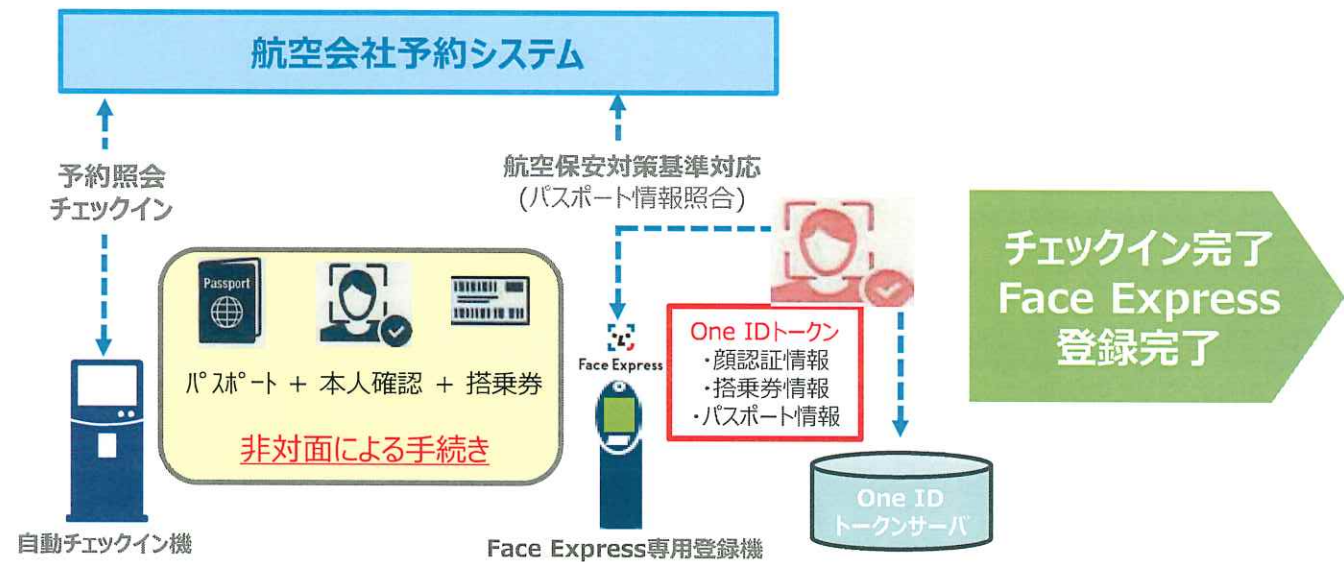 航空会社予約システム
予約照会
チェックイン
航空保安対策基準対応
(パスポート情報照合)
Passport
パスポート + 本人確認 + 搭乗券
非対面による手続き
自動チェックイン機
Face Express
Face Express専用登録機
One IDトークン
・顔認証情報
・搭乗券情報
・パスポート情報
One ID
トークンサーバ
チェックイン完了
Face Express
登録完了